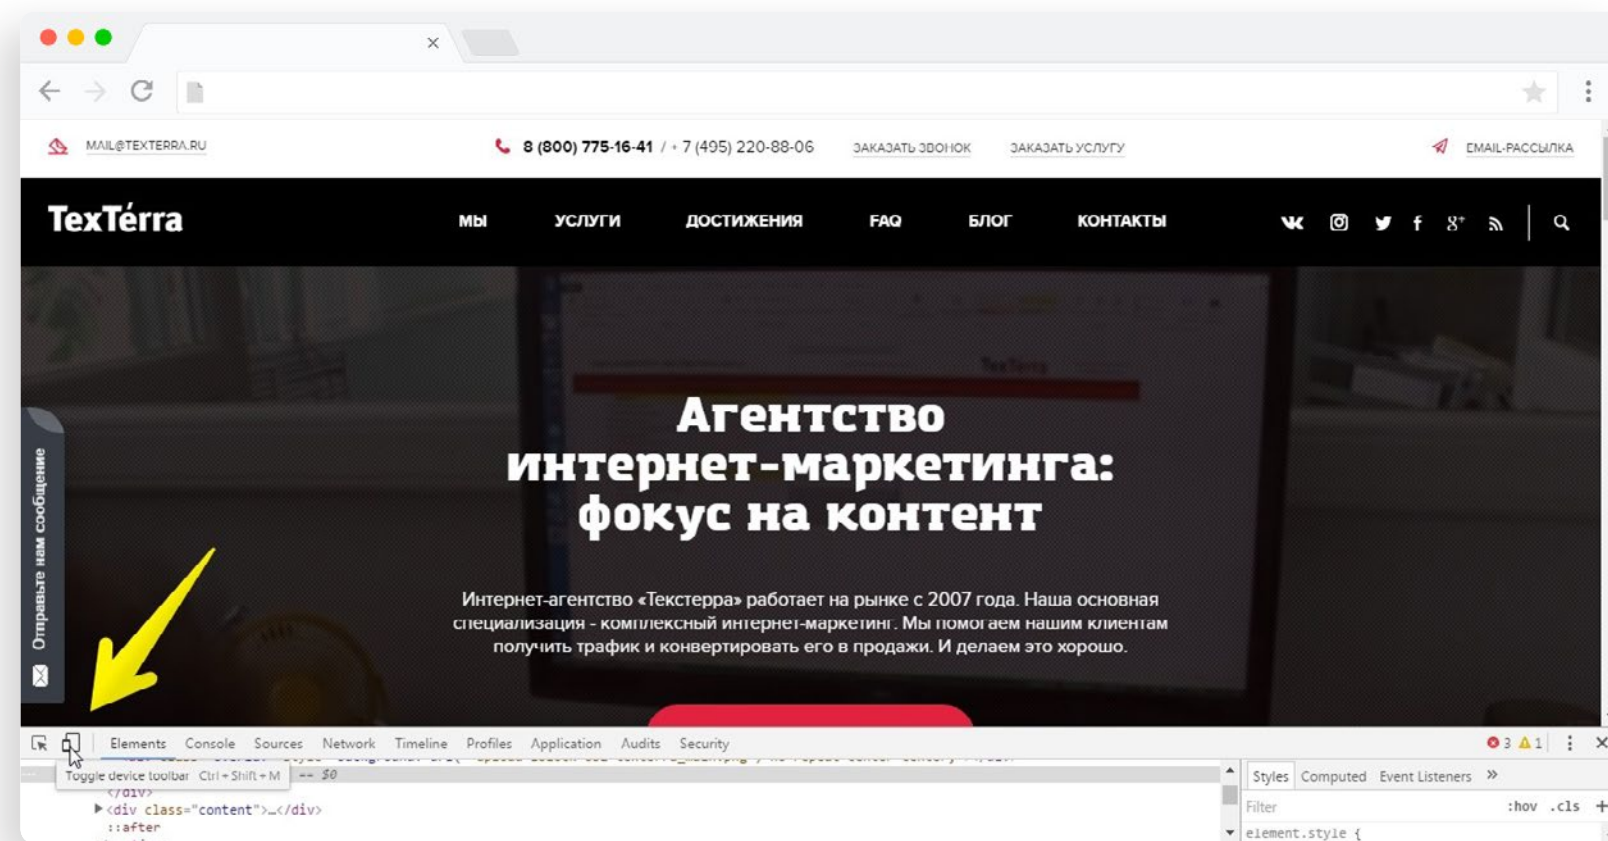 MAIL@TEXTERRA.RU
8 (800) 775-16-41 / + 7 (495) 220-88-06
ЗАКАЗАТЬ ЗВОНОК
ЗАКАЗАТЬ УСЛУГУ
EMAIL-РАССЫЛКА
TexTérra
МЫ
УСЛУГИ
ДОСТИЖЕНИЯ
FAQ
БЛОГ
КОНТАКТЫ
TexTérra
Агентство
интернет-маркетинга:
фокус на контент
Отправьте нам сообщение
Интернет-агентство «Текстерра» работает на рынке с 2007 года. Наша основная
специализация - комплексный интернет-маркетинг. Мы помогаем нашим клиентам
получить трафик и конвертировать его в продажи. И делаем это хорошо.
Elements Console Sources Network Timeline Profiles Application Audits Security
3 1
Toggle device toolbar Ctrl+Shift+M
== $0
</div>
<div class="content">…</div>
::after
Styles Computed Event Listeners »
Filter :hov .cls +
element.style {